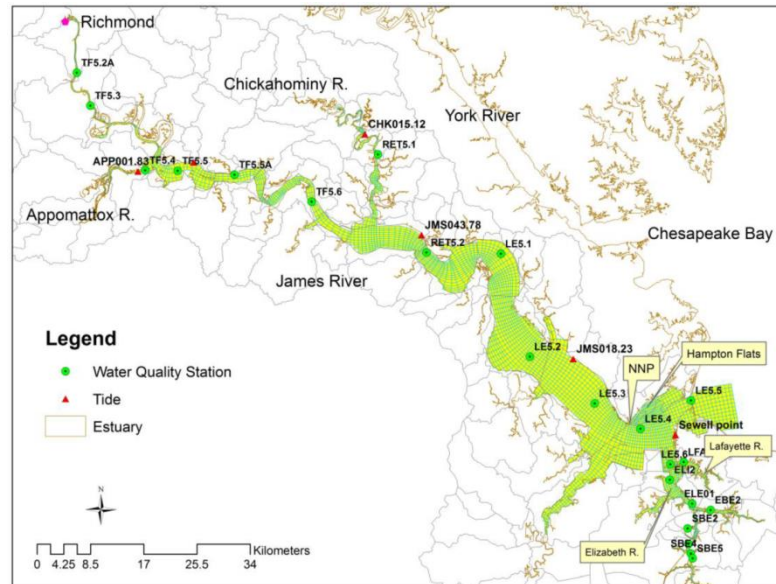 Richmond
TF5.2A
TF5.3
Chickahominy R.
York River
CHK015.12
RET5.1
APP001.83
TF5.4
TF5.5
TF5.5A
TF5.6
Appomattox R.
JMS043.78
RET5.2
LE5.1
Chesapeake Bay
James River
Legend
Water Quality Station
Tide
Estuary
LE5.2
JMS018.23
NNP
Hampton Flats
LE5.3
LE5.5
LE5.4
Sewell point
Lafayette R.
LE5.6
LFA
ELI2
ELE01
EBE2
SBE2
Elizabeth R.
SBE4
SBE5
N
Kilometers
0 4.25 8.5 17 25.5 34